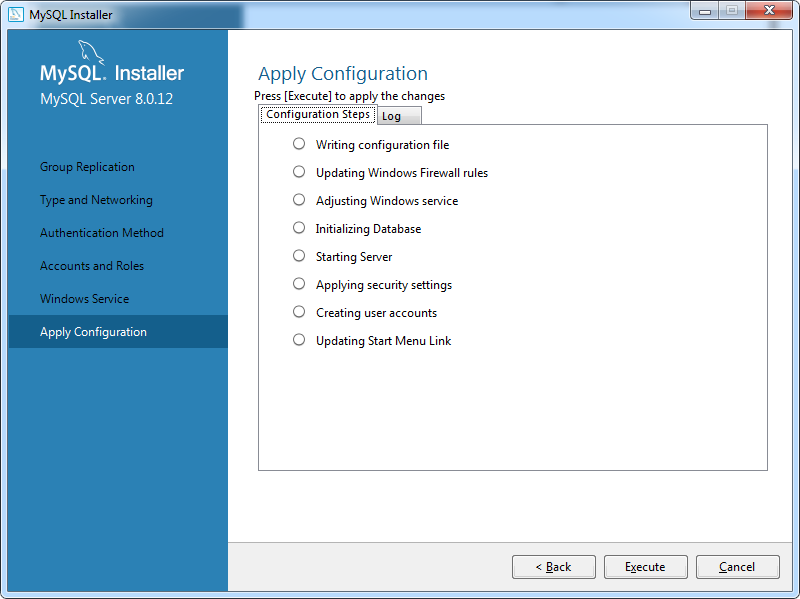 MySQL Installer
MySQL. Installer
MySQL Server 8.0.12
Group Replication
Type and Networking
Authentication Method
Accounts and Roles
Windows Service
Apply Configuration
Apply Configuration
Press [Execute] to apply the changes
Configuration Steps Log
Writing configuration file
Updating Windows Firewall rules
Adjusting Windows service
Initializing Database
Starting Server
Applying security settings
Creating user accounts
Updating Start Menu Link
< Back Execute Cancel